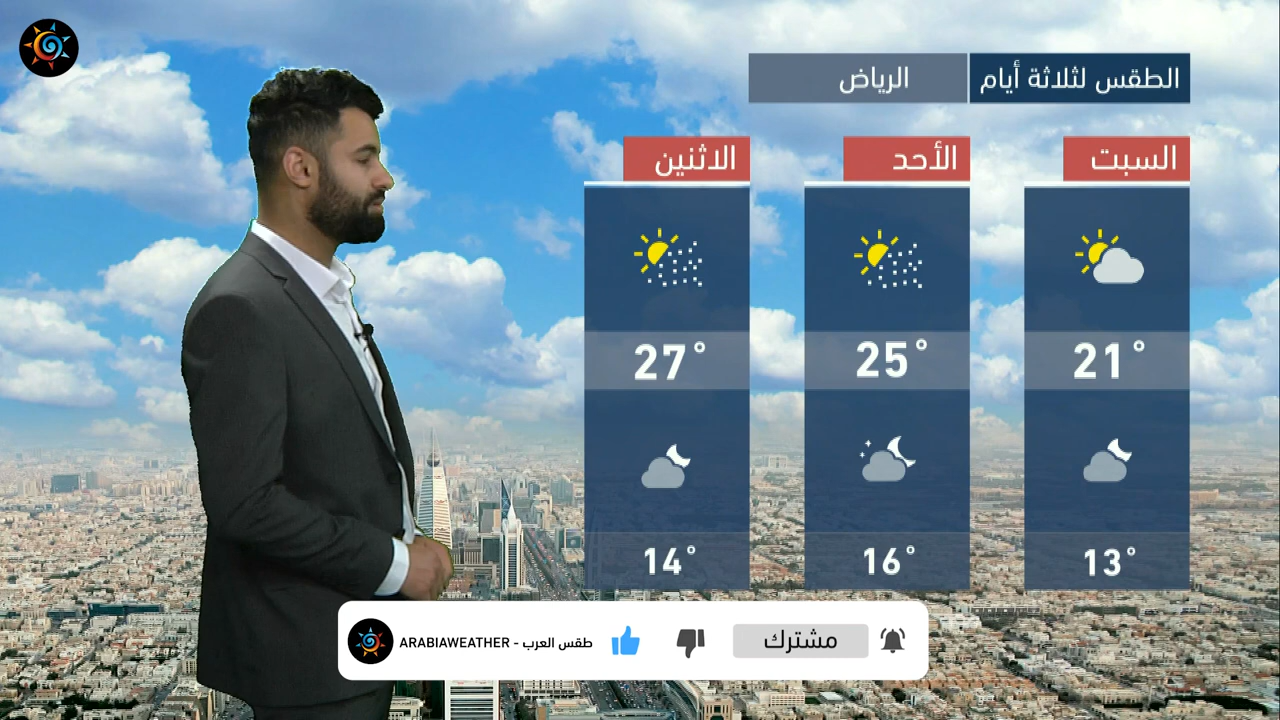 الطقس لثلاثة أيام
الرياض
السبت
الأحد
الاثنين
21°
25°
27°
13°
16°
14°
ARABIAWEATHER - طقس العرب
مشترك